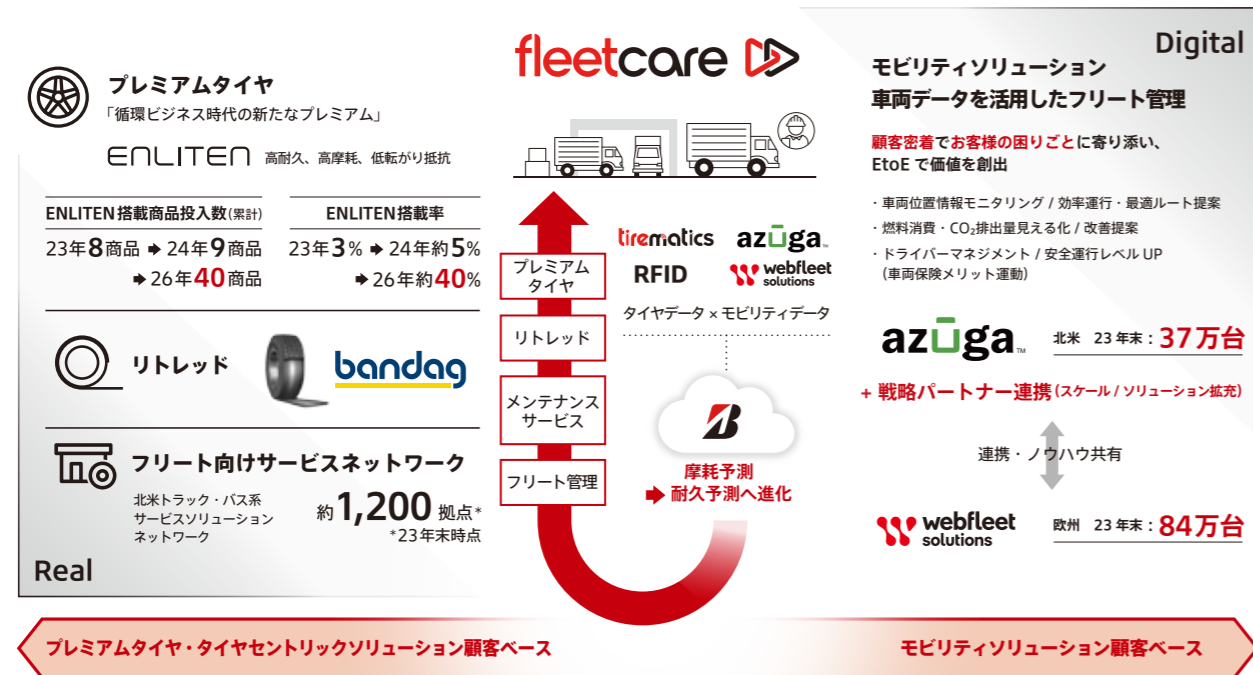 fleetcare
Digital
プレミアムタイヤ
「循環ビジネス時代の新たなプレミアム」
ENLITEN 高耐久、高摩耗、低転がり抵抗
ENLITEN搭載商品投入数(累計)
23年8商品 ➡ 24年9商品
➡ 26年40商品
ENLITEN搭載率
23年3% ➡ 24年約5%
➡ 26年約40%
リトレッド
bandag
フリート向けサービスネットワーク
北米トラック・バス系
サービスソリューション
ネットワーク
約1,200 拠点*
*23年末時点
Real
プレミアム
タイヤ
リトレッド
メンテナンス
サービス
フリート管理
tirematics azūga™
RFID webfleet
solutions
タイヤデータ×モビリティデータ
摩耗予測
➡ 耐久予測へ進化
モビリティソリューション
車両データを活用したフリート管理
顧客密着でお客様の困りごとに寄り添い、
EtoEで価値を創出
・車両位置情報モニタリング / 効率運行・最適ルート提案
・燃料消費・CO₂排出量見える化 / 改善提案
・ドライバーマネジメント / 安全運行レベルUP
(車両保険メリット運動)
azūga™ 北米 23年末:37万台
+ 戦略パートナー連携(スケール / ソリューション拡充)
連携・ノウハウ共有
webfleet
solutions
欧州 23年末:84万台
プレミアムタイヤ・タイヤセントリックソリューション顧客ベース
モビリティソリューション顧客ベース